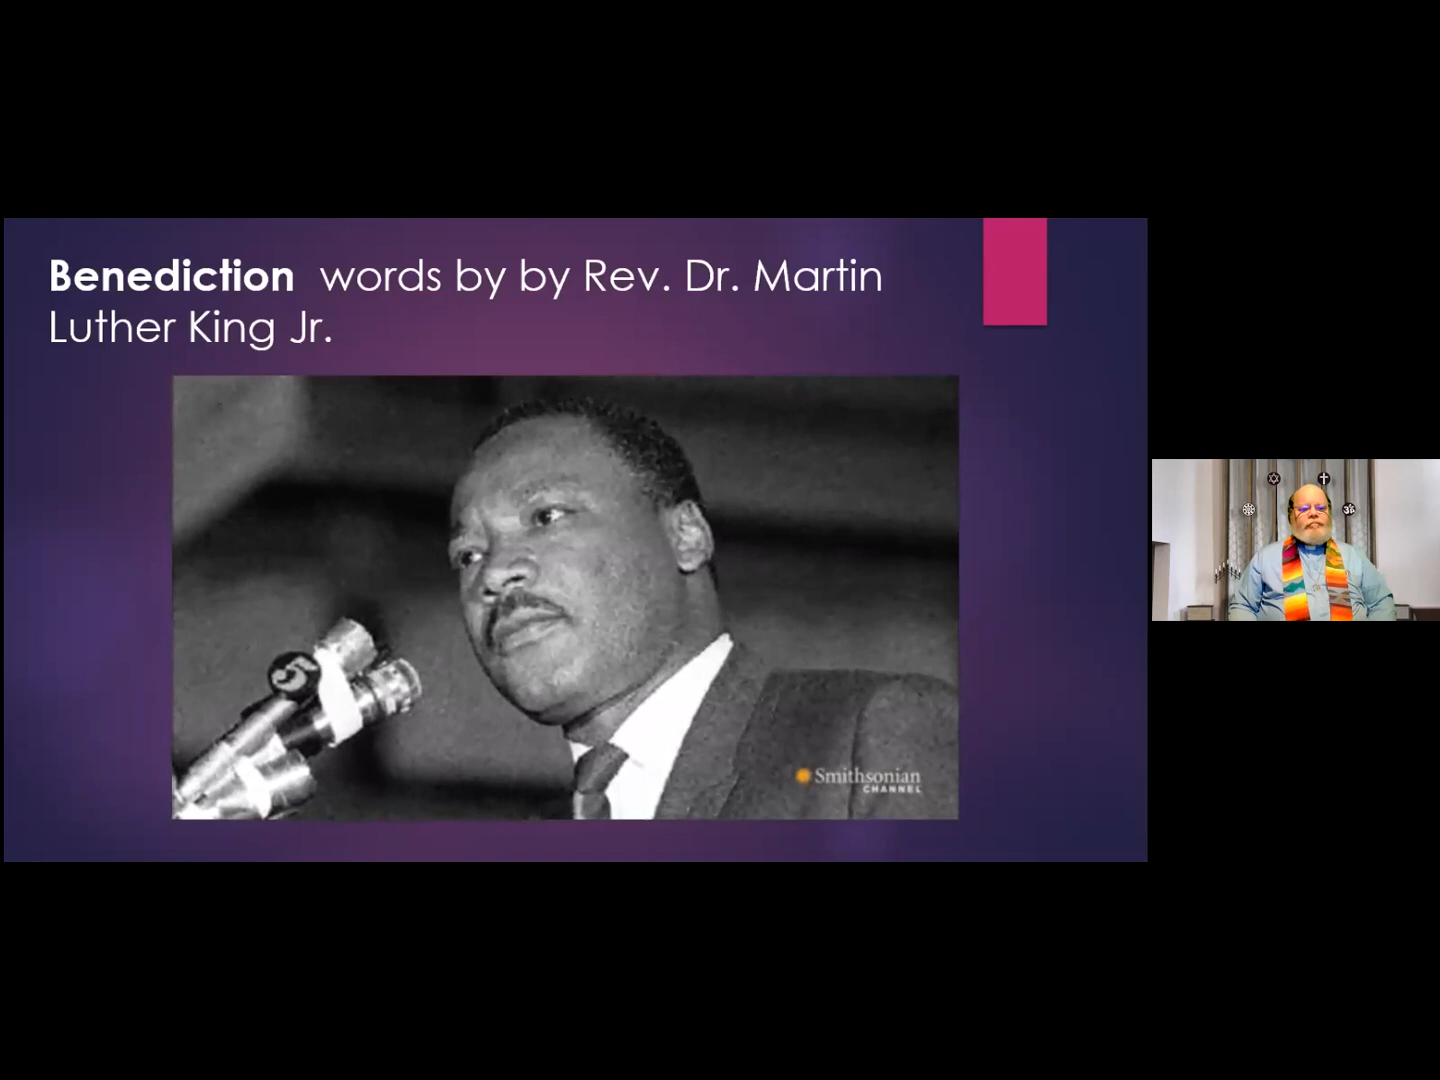 Benediction words by by Rev. Dr. Martin
Luther King Jr.
5
Smithsonian
CHANNEL